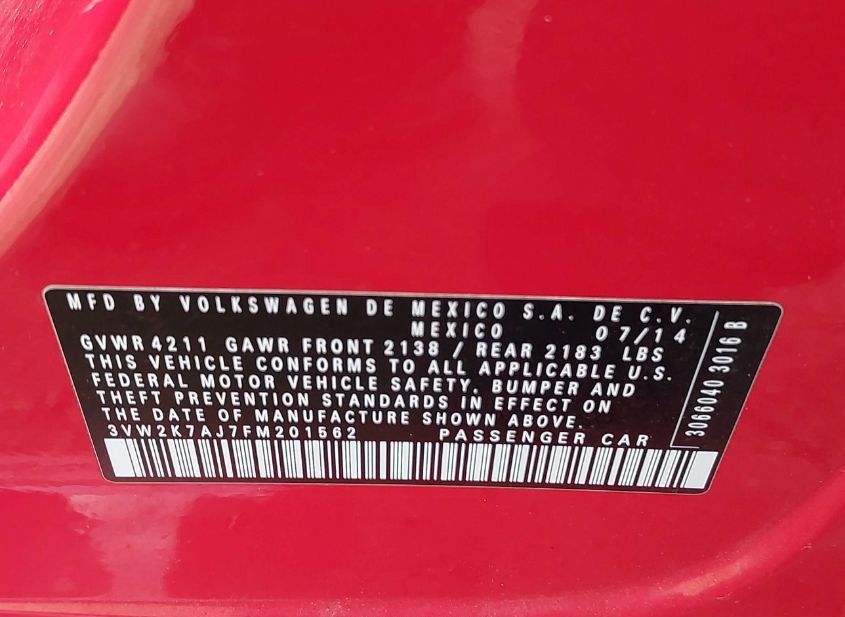 MFD BY VOLKSWAGEN DE MEXICO S.A. DE C.V.
MEXICO 07/14
GVWR 4211 GAWR FRONT 2138 / REAR 2183 LBS
THIS VEHICLE CONFORMS TO ALL APPLICABLE U.S.
FEDERAL MOTOR VEHICLE SAFETY, BUMPER AND
THEFT PREVENTION STANDARDS IN EFFECT ON
THE DATE OF MANUFACTURE SHOWN ABOVE.
3VW2K7AJ7FM201562 PASSENGER CAR
3066040 3016 B